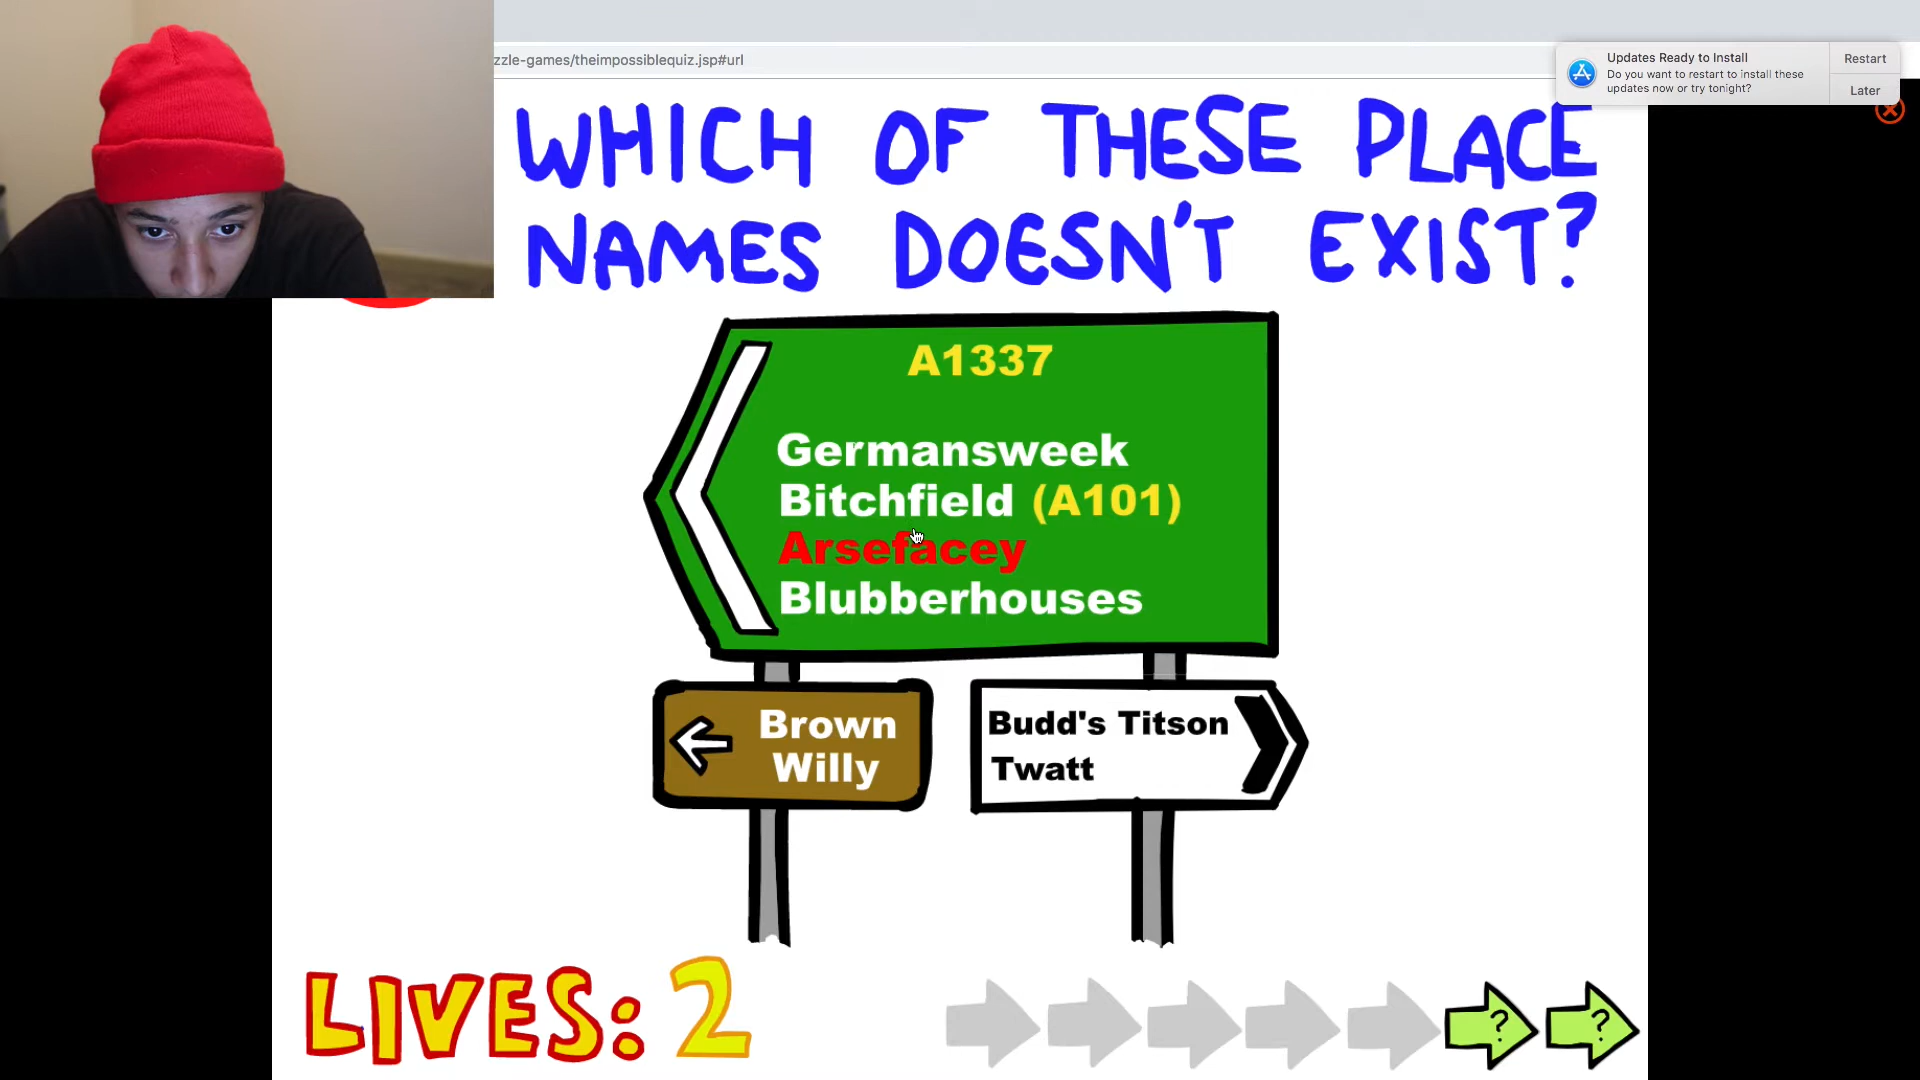 zzle-games/theimpossiblequiz.jsp#url
Updates Ready to Install
Do you want to restart to install these
updates now or try tonight?
Restart
Later
WHICH OF THESE PLACE
NAMES DOESN'T EXIST?
A1337
Germansweek
Bitchfield (A101)
Arsefacey
Blubberhouses
Brown
Willy
Budd's Titson
Twatt
LIVES: 2
? ?